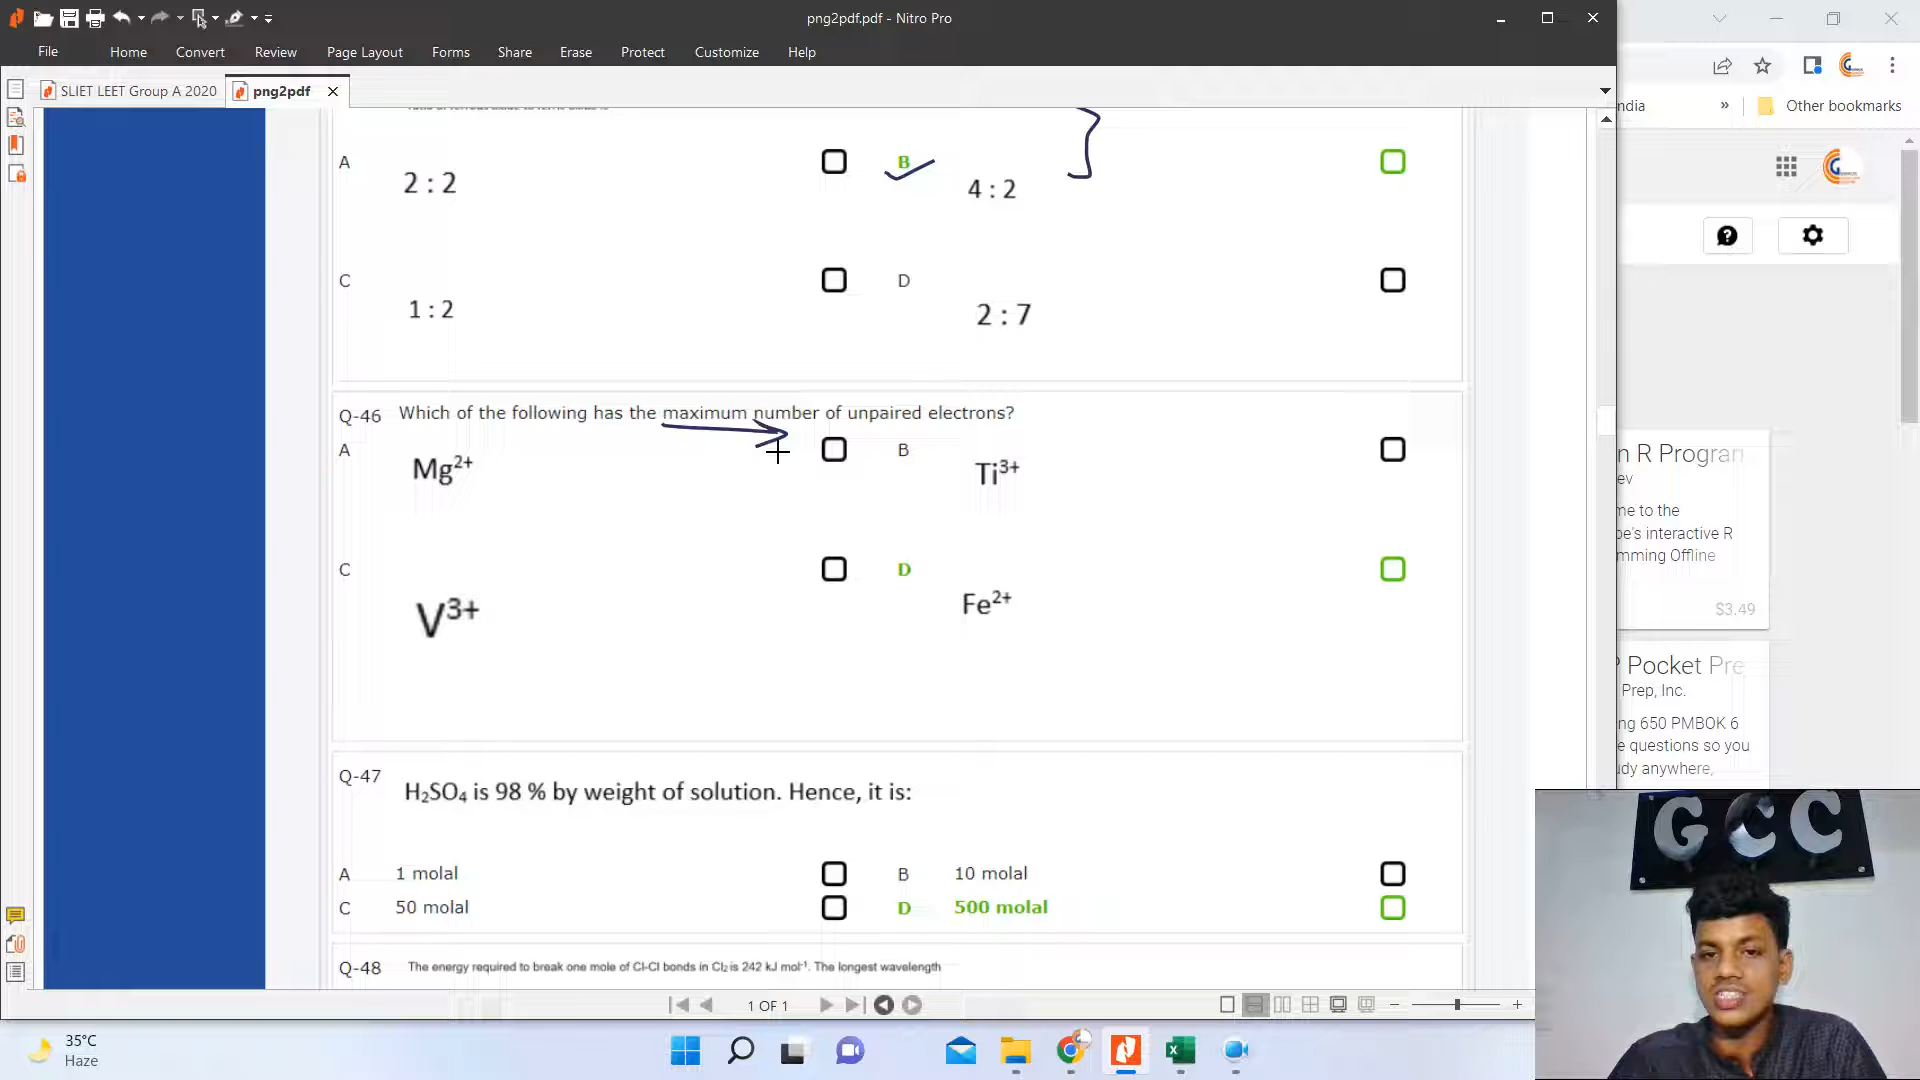 png2pdf.pdf - Nitro Pro
File Home Convert Review Page Layout Forms Share Erase Protect Customize Help
SLIET LEET Group A 2020 png2pdf
ndia » Other bookmarks
A 2 : 2 B 4 : 2
C 1 : 2 D 2 : 7
Q-46 Which of the following has the maximum number of unpaired electrons?
A Mg²⁺ B Ti³⁺
C V³⁺ D Fe²⁺
Q-47 H₂SO₄ is 98 % by weight of solution. Hence, it is:
A 1 molal B 10 molal
C 50 molal D 500 molal
Q-48 The energy required to break one mole of Cl-Cl bonds in Cl₂ is 242 kJ mol⁻¹. The longest wavelength
1 OF 1
n R Program
ev
me to the
be's interactive R
mming Offline
$3.49
Pocket Pre
Prep, Inc.
ng 650 PMBOK 6
e questions so you
udy anywhere,
GCC
35°C
Haze